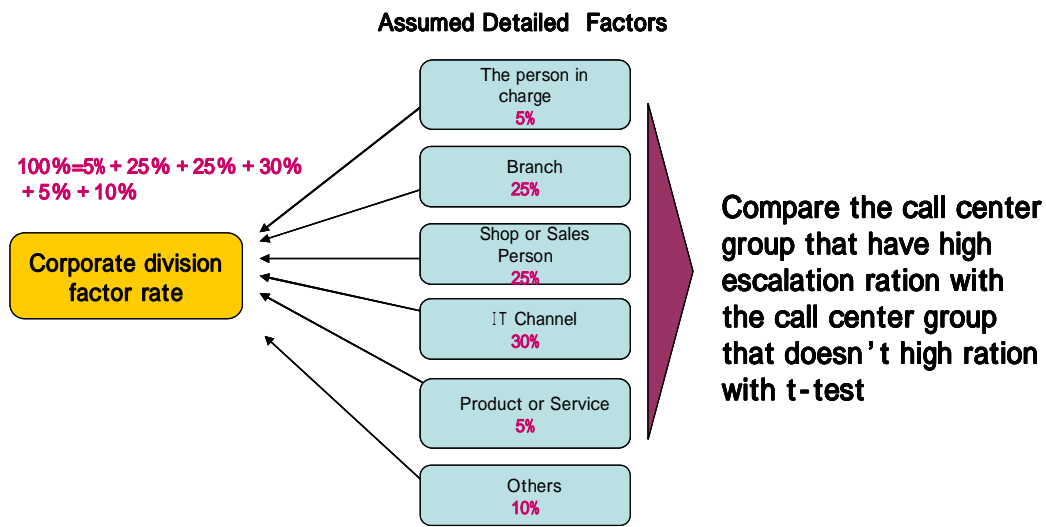 Assumed Detailed Factors
100%=5% + 25% + 25% + 30%
+ 5% + 10%
Corporate division
factor rate
The person in
charge
5%
Branch
25%
Shop or Sales
Person
25%
IT Channel
30%
Product or Service
5%
Others
10%
Compare the call center
group that have high
escalation ration with
the call center group
that doesn’t high ration
with t-test